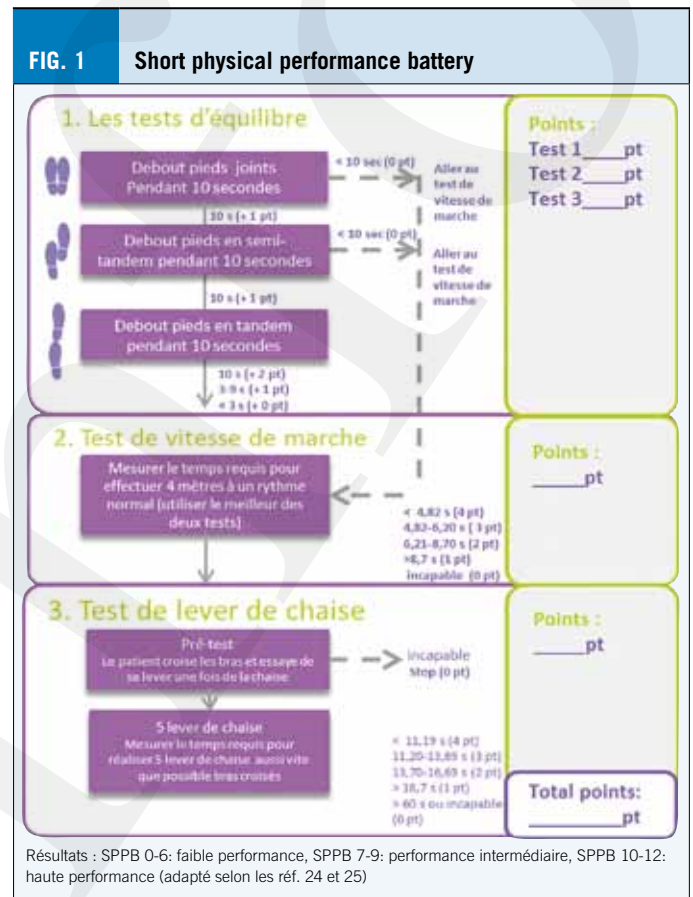 FIG. 1
Short physical performance battery
1. Les tests d'équilibre
Debout pieds joints
Pendant 10 secondes
< 10 sec (0 pt)
Aller au
test de
vitesse de
marche
10 s (+ 1 pt)
Debout pieds en semi-
tandem pendant 10 secondes
< 10 sec (0 pt)
Aller au
test de
vitesse de
marche
10 s (+ 1 pt)
Debout pieds en tandem
pendant 10 secondes
10 s (+ 2 pt)
3-9 s (+ 1 pt)
< 3 s (+ 0 pt)
Points :
Test 1____pt
Test 2____pt
Test 3____pt
2. Test de vitesse de marche
Mesurer le temps requis pour
effectuer 4 mètres à un rythme
normal (utiliser le meilleur des
deux tests)
< 4,82 s (4 pt)
4,82-6,20 s ( 3 pt)
6,21-8,70 s (2 pt)
>8,7 s (1 pt)
incapable (0 pt)
Points :
_____pt
3. Test de lever de chaise
Pré-test
Le patient croise les bras et essaye de
se lever une fois de la chaise
Incapable
Stop (0 pt)
5 lever de chaise
Mesurer le temps requis pour
réaliser 5 lever de chaise aussi vite
que possible bras croisés
< 11,19 s (4 pt)
11,20-13,69 s (3 pt)
13,70-16,69 s (2 pt)
> 16,7 s (1 pt)
> 60 s ou incapable
(0 pt)
Points :
_____pt
Total points:
_________pt
Résultats : SPPB 0-6: faible performance, SPPB 7-9: performance intermédiaire, SPPB 10-12:
haute performance (adapté selon les réf. 24 et 25)